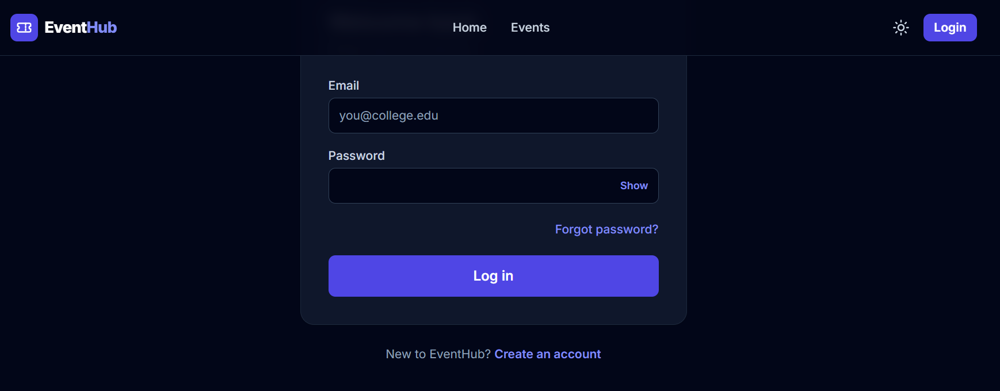 EventHub
Home
Events
Login
Email
you@college.edu
Password
Show
Forgot password?
Log in
New to EventHub? Create an account